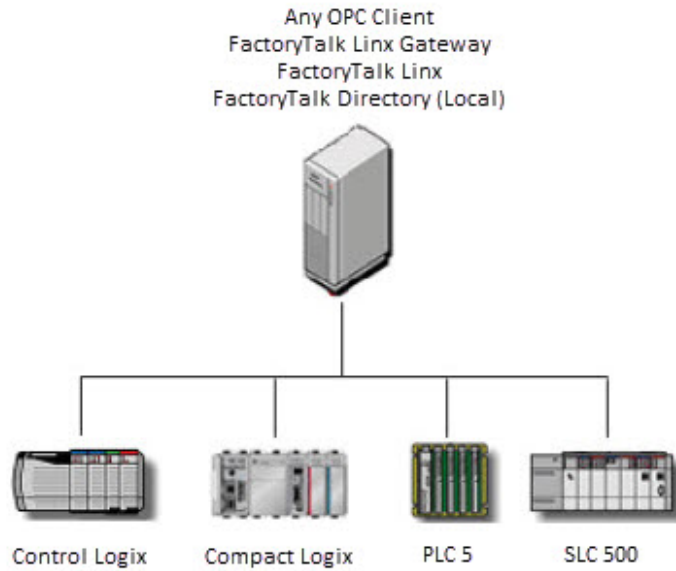 Any OPC Client
FactoryTalk Linx Gateway
FactoryTalk Linx
FactoryTalk Directory (Local)
Control Logix
Compact Logix
PLC 5
SLC 500